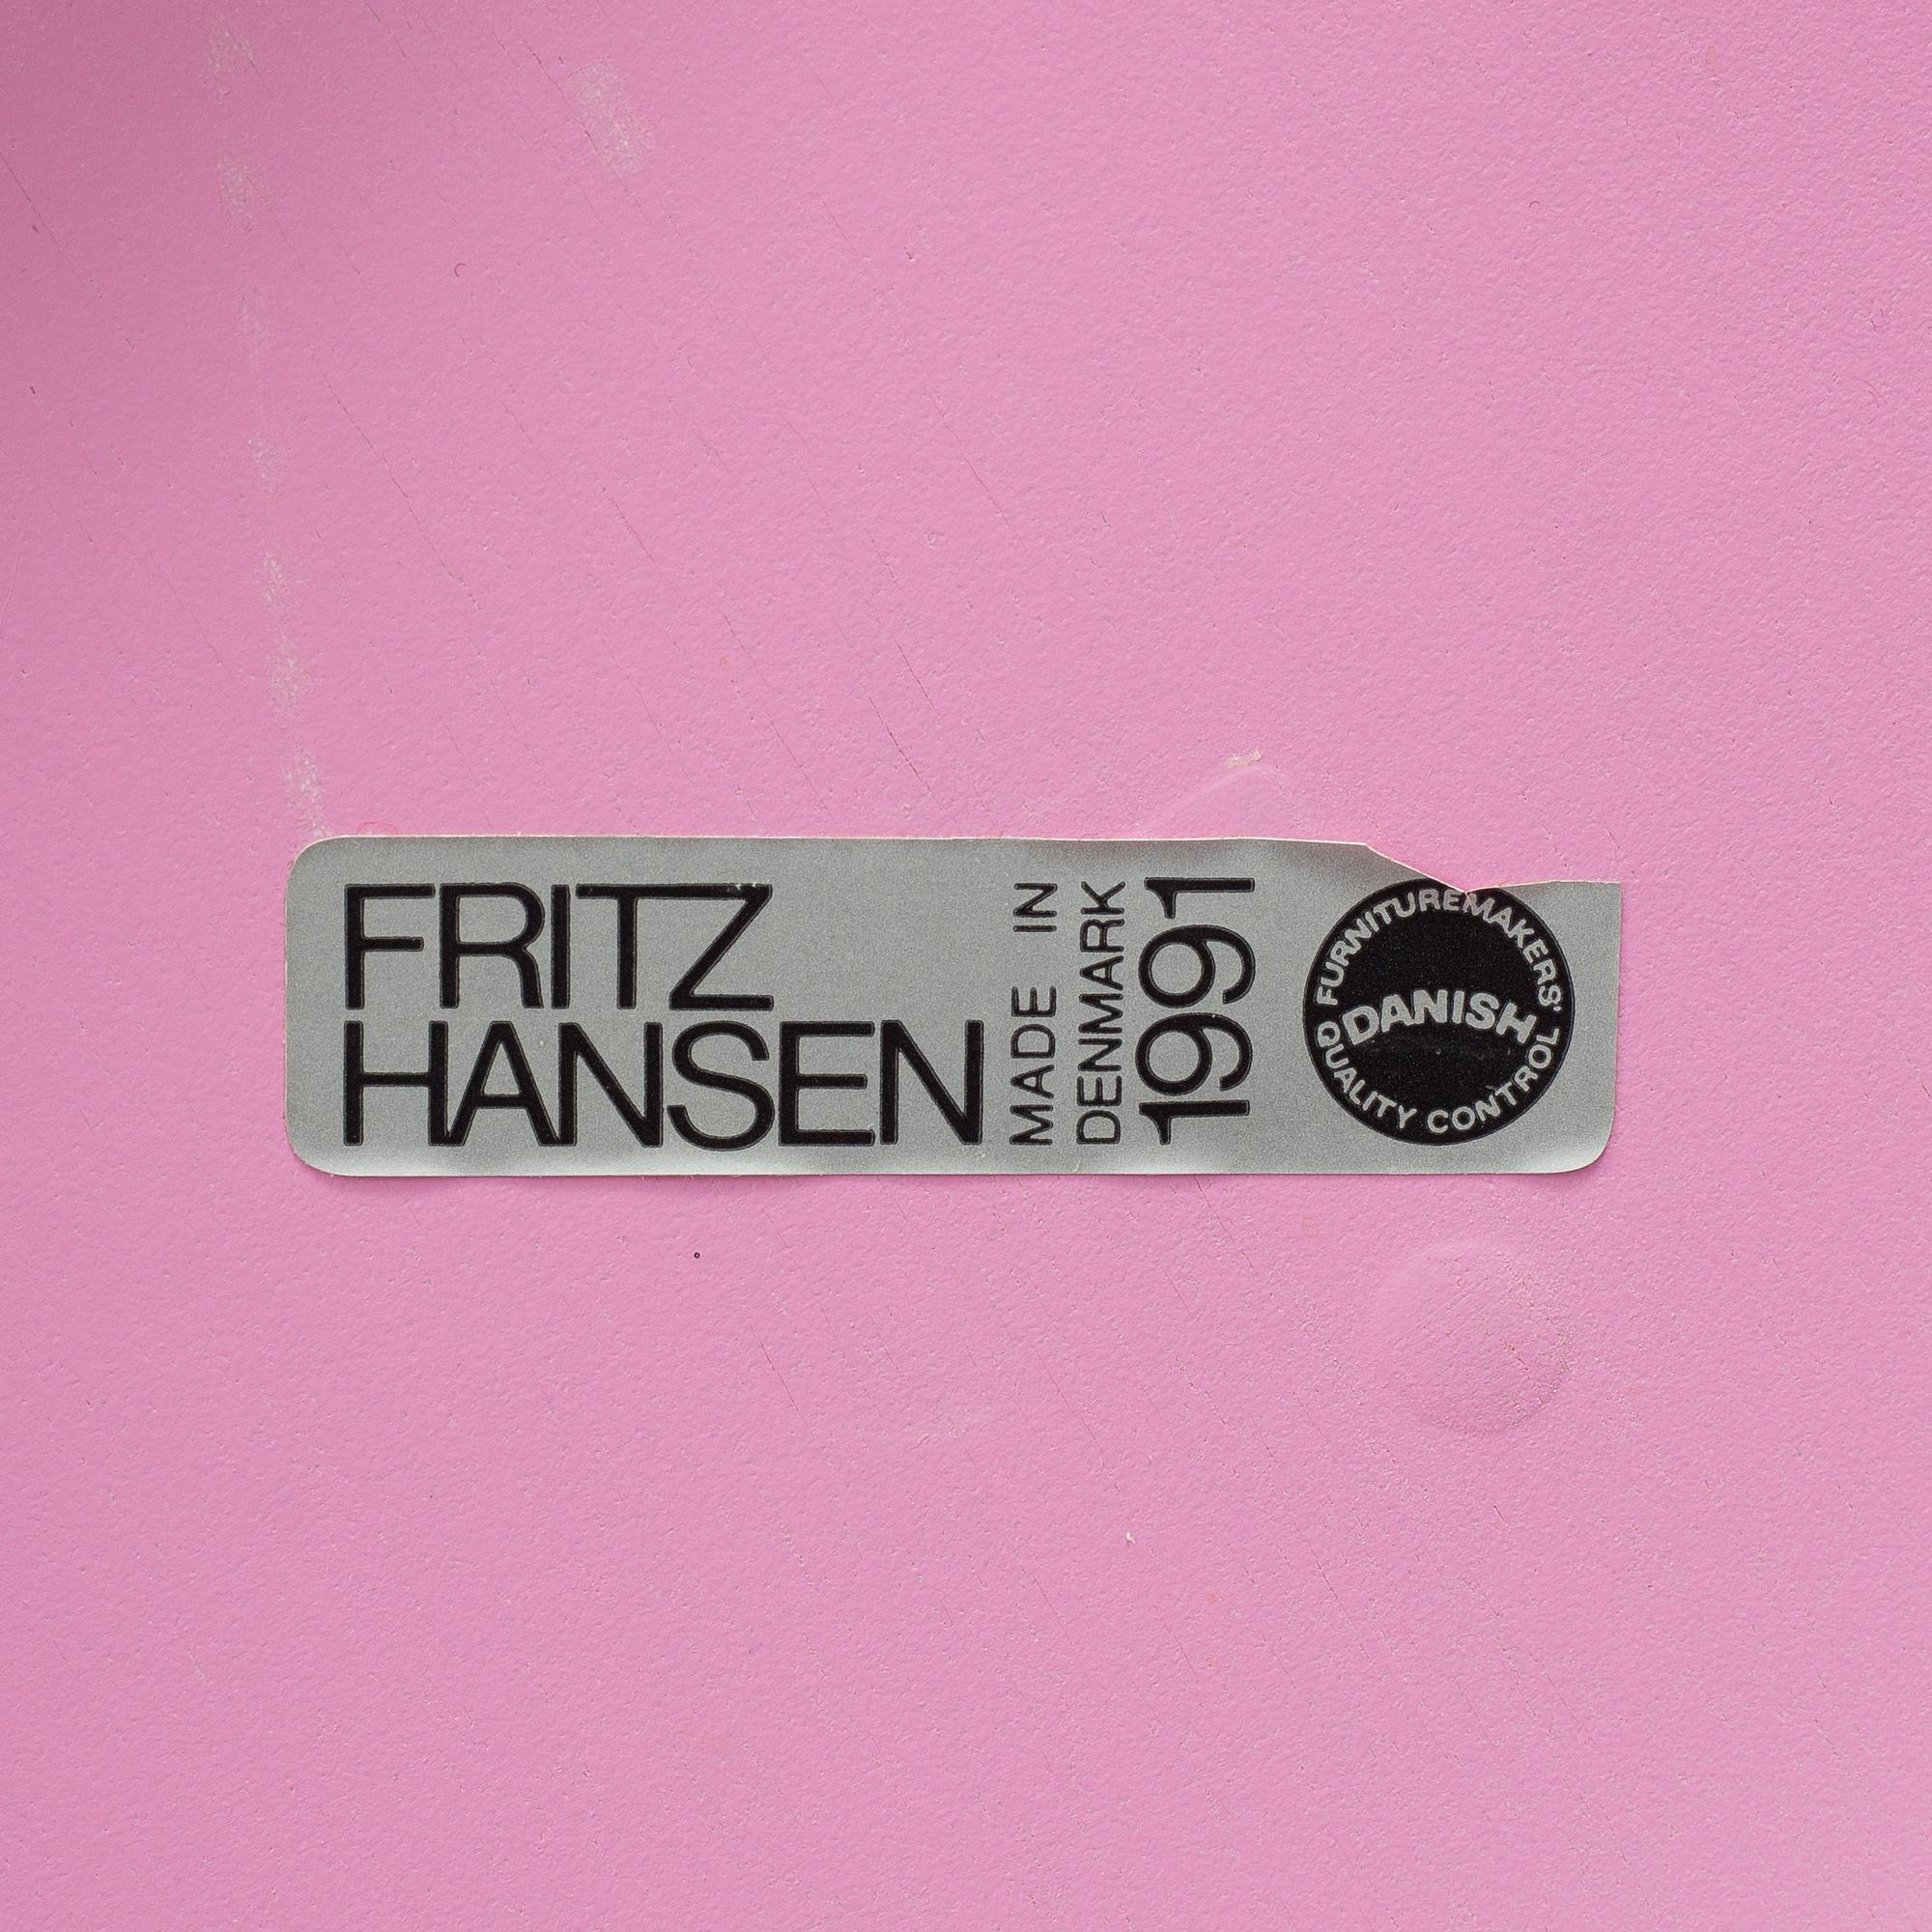 FRITZ
HANSEN
MADE IN
DENMARK
1991
FURNITUREMAKERS'
DANISH
QUALITY CONTROL